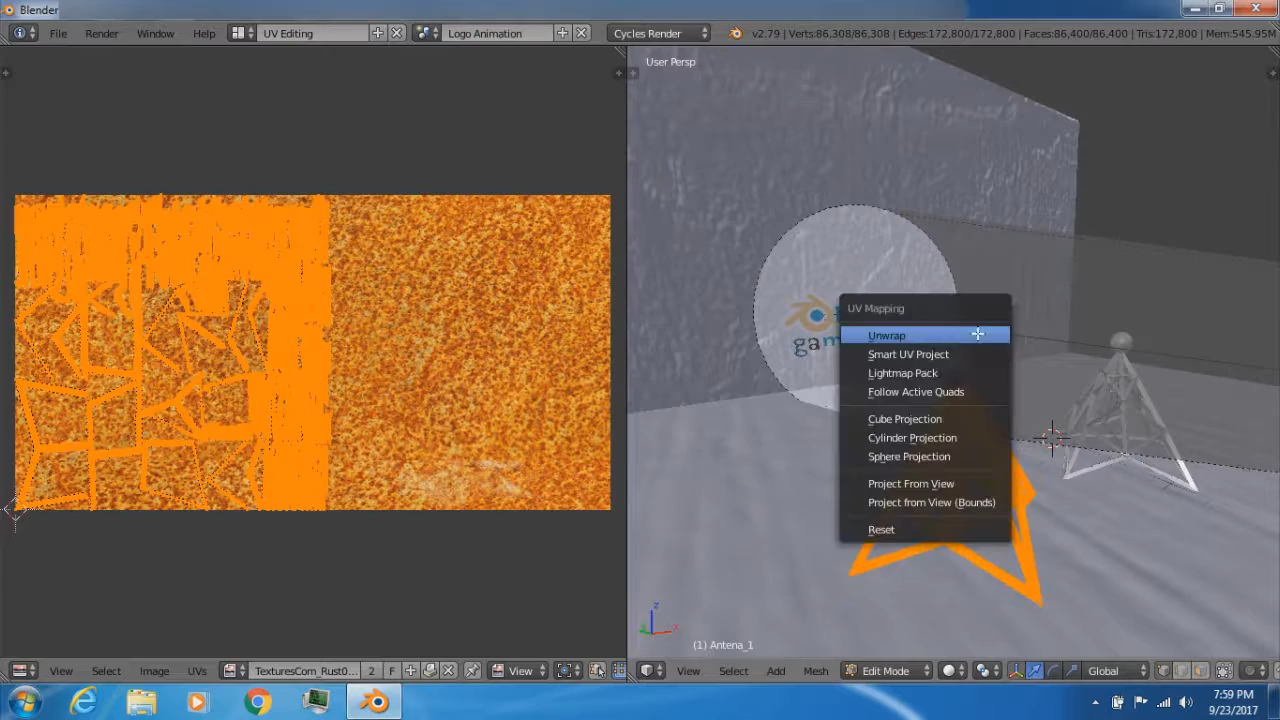 Blender
File Render Window Help UV Editing Logo Animation Cycles Render v2.79 | Verts:86,308/86,308 | Edges:172,800/172,800 | Faces:86,400/86,400 | Tris:172,800 | Mem:545.95M
User Persp
gam
UV Mapping
Unwrap
Smart UV Project
Lightmap Pack
Follow Active Quads
Cube Projection
Cylinder Projection
Sphere Projection
Project From View
Project from View (Bounds)
Reset
z
x
(1) Antena_1
View Select Image UVs TexturesCom_Rust0... 2 F View
View Select Add Mesh Edit Mode Global
7:59 PM
9/23/2017